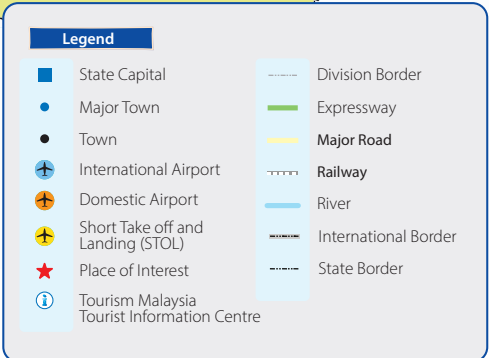 Legend
State Capital
Major Town
Town
International Airport
Domestic Airport
Short Take off and
Landing (STOL)
Place of Interest
Tourism Malaysia
Tourist Information Centre
Division Border
Expressway
Major Road
Railway
River
International Border
State Border